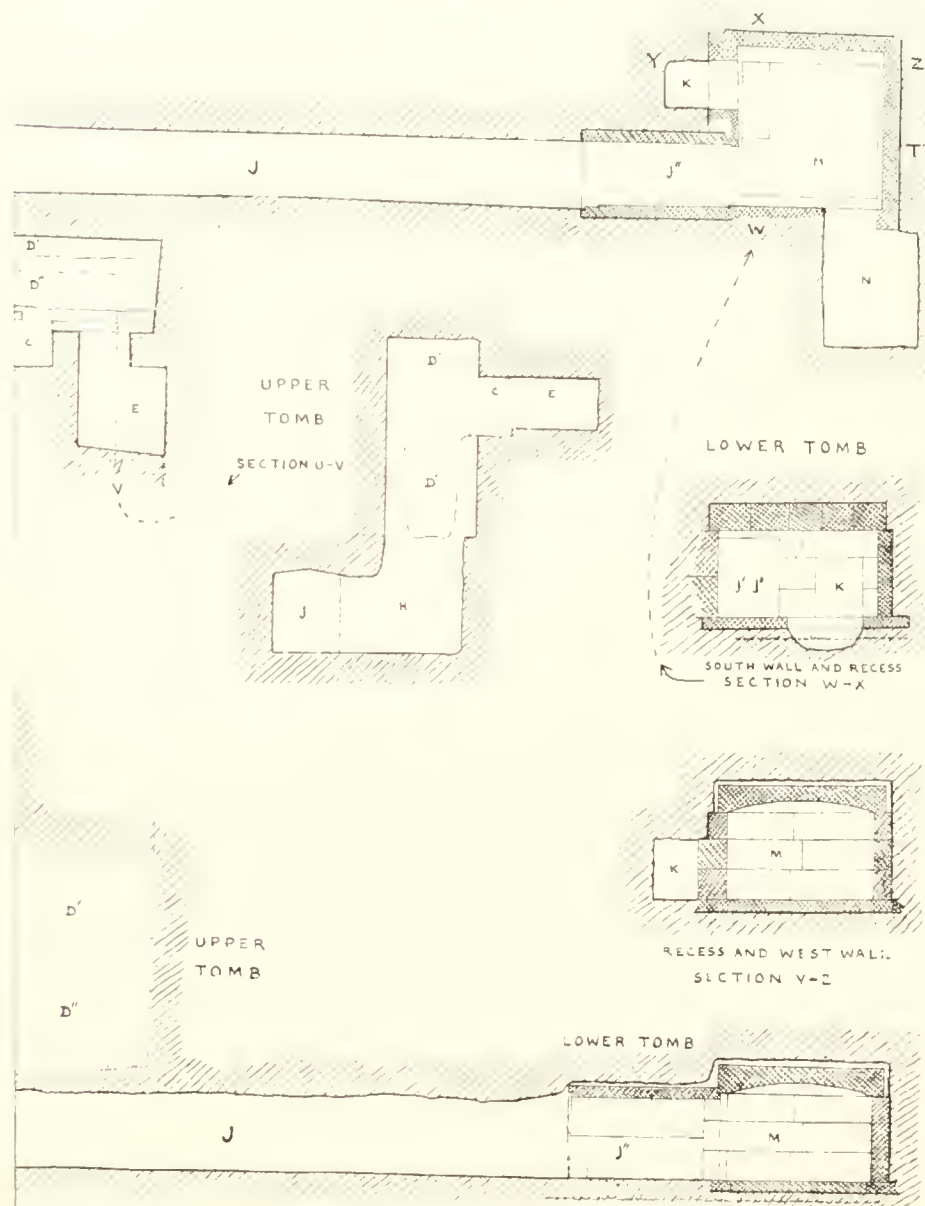 X
Y
K
Z
J
J"
M
T
W
D'
D"
C
E
V
N
UPPER
TOMB
SECTION U-V
D'
C
E
D'
J
H
LOWER TOMB
J' J"
K
SOUTH WALL AND RECESS
SECTION W-X
K
M
RECESS AND WEST WALL
SECTION Y-Z
D'
UPPER
TOMB
D"
LOWER TOMB
J
J"
M